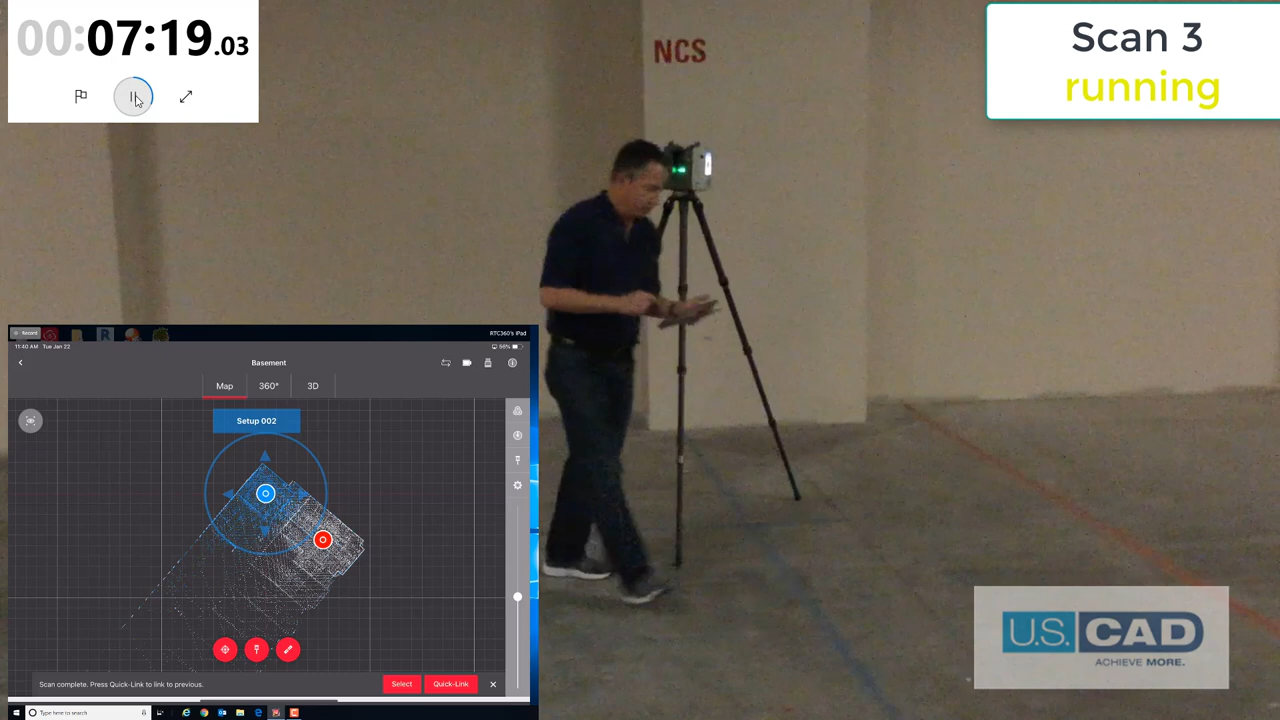 00:07:19.03
Scan 3
running
NCS
Record
RTC360's iPad
11:40 AM Tue Jan 22
56%
Basement
Map
360°
3D
Setup 002
Scan complete. Press Quick-Link to link to previous.
Select
Quick-Link
Type here to search
U.S. CAD
ACHIEVE MORE.